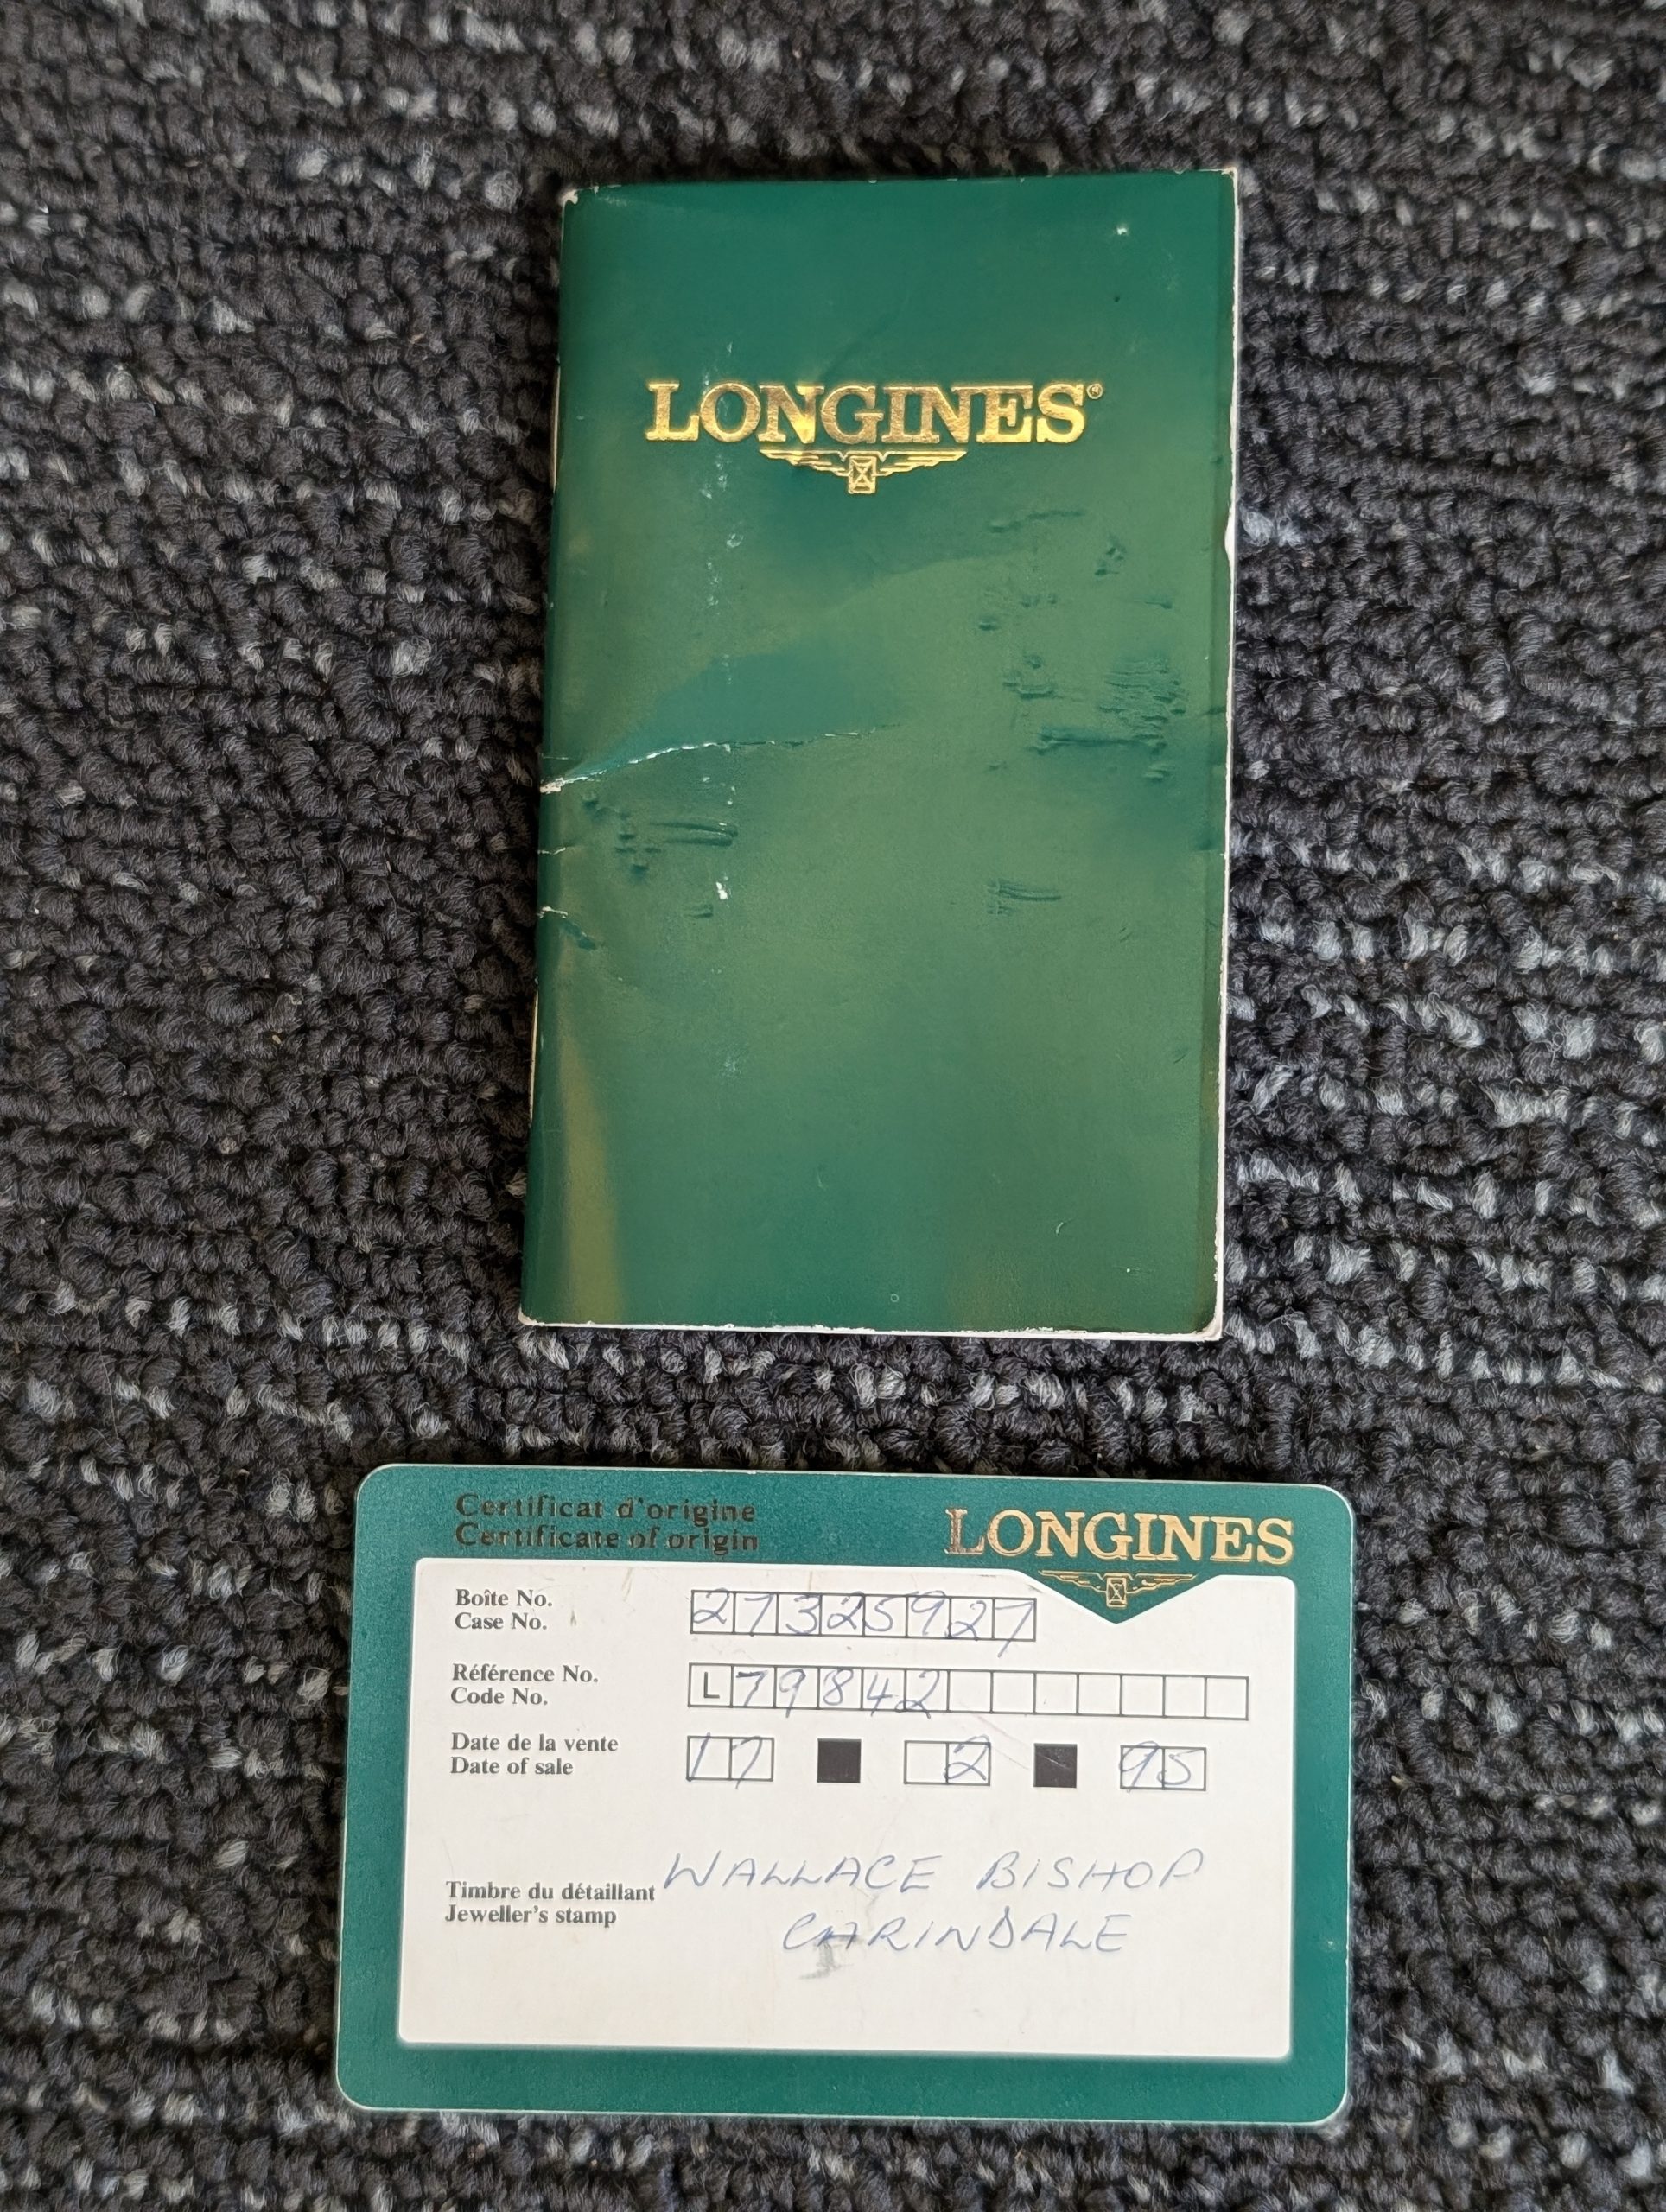 LONGINES®
Certificat d'origine
Certificate of origin
LONGINES
Boîte No.
Case No.
27325927
Référence No.
Code No.
L79842
Date de la vente
Date of sale
17 2 95
WALLACE BISHOP
Timbre du détaillant
Jeweller's stamp
CARINDALE